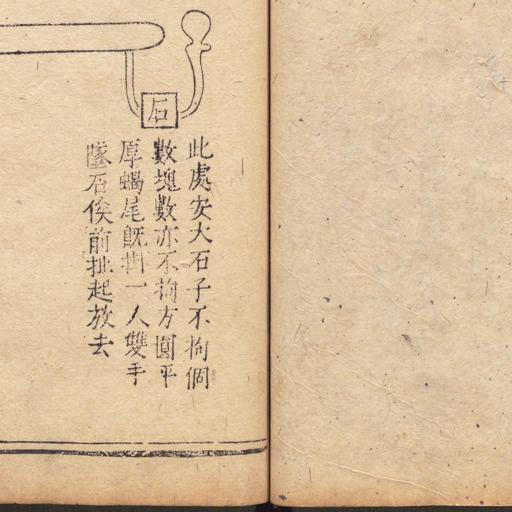 石
此處安大石子不拘個
數塊數亦不拘方圓平
厚蝎尾既掛一人雙手
墜石俟前扯起放去